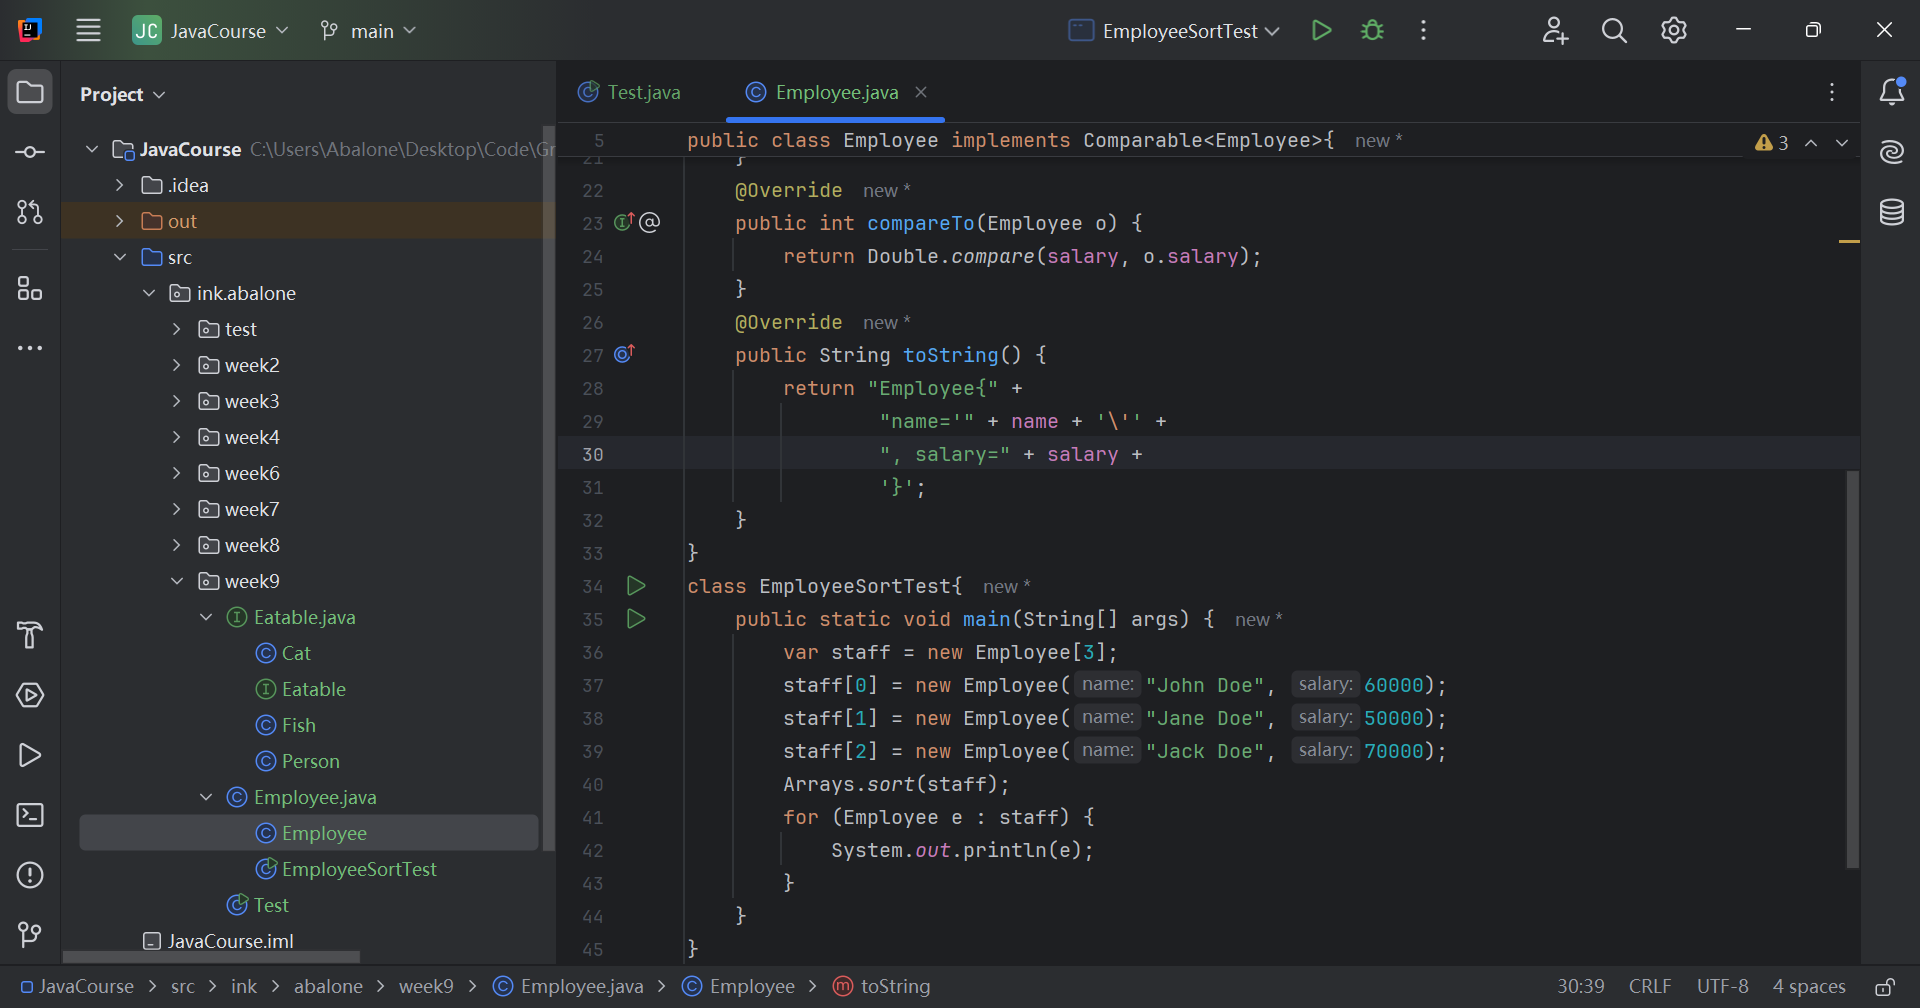 JC JavaCourse main EmployeeSortTest
Project
JavaCourse C:\Users\Abalone\Desktop\Code\Gr
.idea
out
src
ink.abalone
test
week2
week3
week4
week6
week7
week8
week9
Eatable.java
Cat
Eatable
Fish
Person
Employee.java
Employee
EmployeeSortTest
Test
JavaCourse.iml
Test.java Employee.java
5 public class Employee implements Comparable<Employee>{ new * 3
21 }
22 @Override new *
23 public int compareTo(Employee o) {
24 return Double.compare(salary, o.salary);
25 }
26 @Override new *
27 public String toString() {
28 return "Employee{" +
29 "name='" + name + '\'' +
30 ", salary=" + salary +
31 '}';
32 }
33 }
34 class EmployeeSortTest{ new *
35 public static void main(String[] args) { new *
36 var staff = new Employee[3];
37 staff[0] = new Employee( name: "John Doe", salary: 60000);
38 staff[1] = new Employee( name: "Jane Doe", salary: 50000);
39 staff[2] = new Employee( name: "Jack Doe", salary: 70000);
40 Arrays.sort(staff);
41 for (Employee e : staff) {
42 System.out.println(e);
43 }
44 }
45 }
JavaCourse > src > ink > abalone > week9 > Employee.java > Employee > toString 30:39 CRLF UTF-8 4 spaces